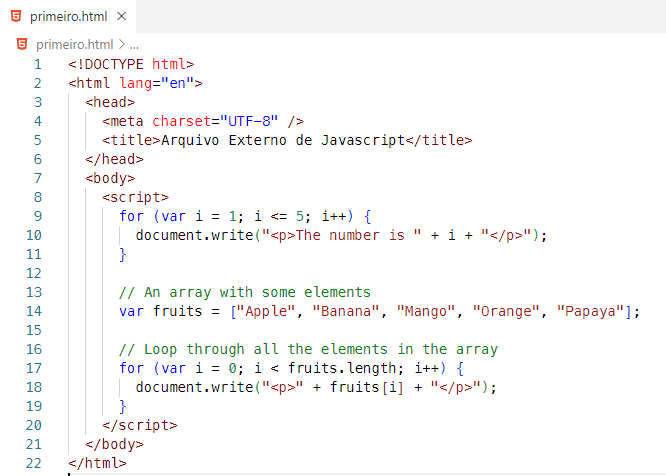 primeiro.html ×
primeiro.html > ...
1 <!DOCTYPE html>
2 <html lang="en">
3 <head>
4 <meta charset="UTF-8" />
5 <title>Arquivo Externo de Javascript</title>
6 </head>
7 <body>
8 <script>
9 for (var i = 1; i <= 5; i++) {
10 document.write("<p>The number is " + i + "</p>");
11 }
12
13 // An array with some elements
14 var fruits = ["Apple", "Banana", "Mango", "Orange", "Papaya"];
15
16 // Loop through all the elements in the array
17 for (var i = 0; i < fruits.length; i++) {
18 document.write("<p>" + fruits[i] + "</p>");
19 }
20 </script>
21 </body>
22 </html>